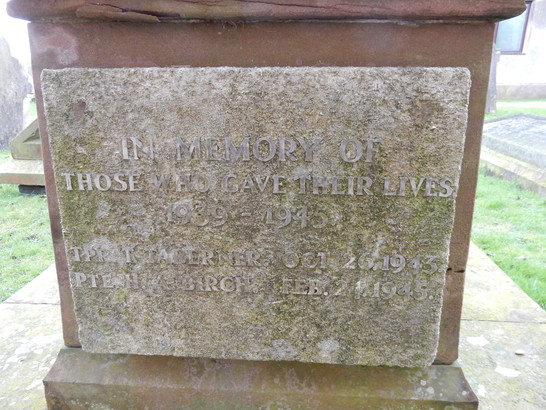 IN MEMORY OF
THOSE WHO GAVE THEIR LIVES
1939 - 1945
TPR. T. TAVERNER. OCT. 26. 1943.
PTE. BIRCH. FEB. 1945.